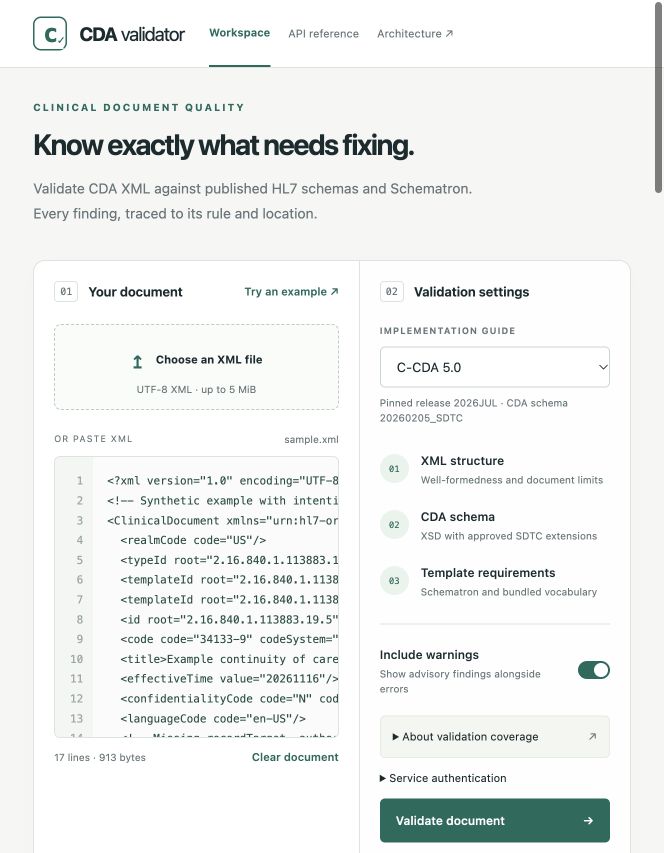 C✓ CDA validator Workspace API reference Architecture ↗
CLINICAL DOCUMENT QUALITY
Know exactly what needs fixing.
Validate CDA XML against published HL7 schemas and Schematron.
Every finding, traced to its rule and location.
01 Your document Try an example ↗
↥ Choose an XML file
UTF-8 XML · up to 5 MiB
OR PASTE XML sample.xml
1 <?xml version="1.0" encoding="UTF-8
2 <!-- Synthetic example with intenti
3 <ClinicalDocument xmlns="urn:hl7-or
4 <realmCode code="US"/>
5 <typeId root="2.16.840.1.113883.1
6 <templateId root="2.16.840.1.1138
7 <templateId root="2.16.840.1.1138
8 <id root="2.16.840.1.113883.19.5"
9 <code code="34133-9" codeSystem="
10 <title>Example continuity of care
11 <effectiveTime value="20261116"/>
12 <confidentialityCode code="N" cod
13 <languageCode code="en-US"/>
17 lines · 913 bytes Clear document
02 Validation settings
IMPLEMENTATION GUIDE
C-CDA 5.0
Pinned release 2026JUL · CDA schema
20260205_SDTC
01 XML structure
Well-formedness and document limits
02 CDA schema
XSD with approved SDTC extensions
03 Template requirements
Schematron and bundled vocabulary
Include warnings
Show advisory findings alongside
errors
▶ About validation coverage ↗
▶ Service authentication
Validate document →